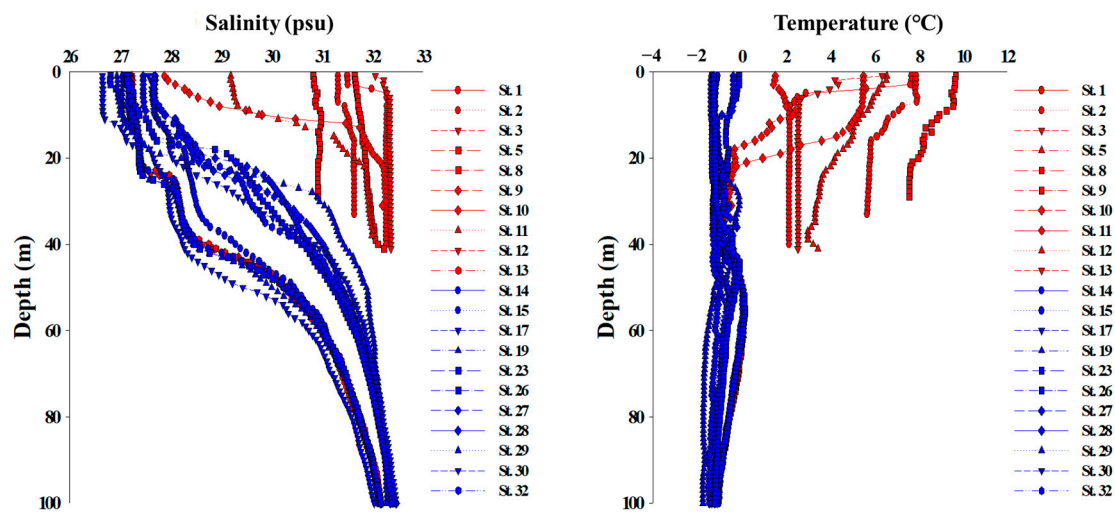 Salinity (psu)
26 27 28 29 30 31 32 33
0
20
40
60
80
100
Depth (m)
St. 1
St. 2
St. 3
St. 5
St. 8
St. 9
St. 10
St. 11
St. 12
St. 13
St. 14
St. 15
St. 17
St. 19
St. 23
St. 26
St. 27
St. 28
St. 29
St. 30
St. 32
Temperature (°C)
−4 −2 0 2 4 6 8 10 12
0
20
40
60
80
100
Depth (m)
St. 1
St. 2
St. 3
St. 5
St. 8
St. 9
St. 10
St. 11
St. 12
St. 13
St. 14
St. 15
St. 17
St. 19
St. 23
St. 26
St. 27
St. 28
St. 29
St. 30
St. 32